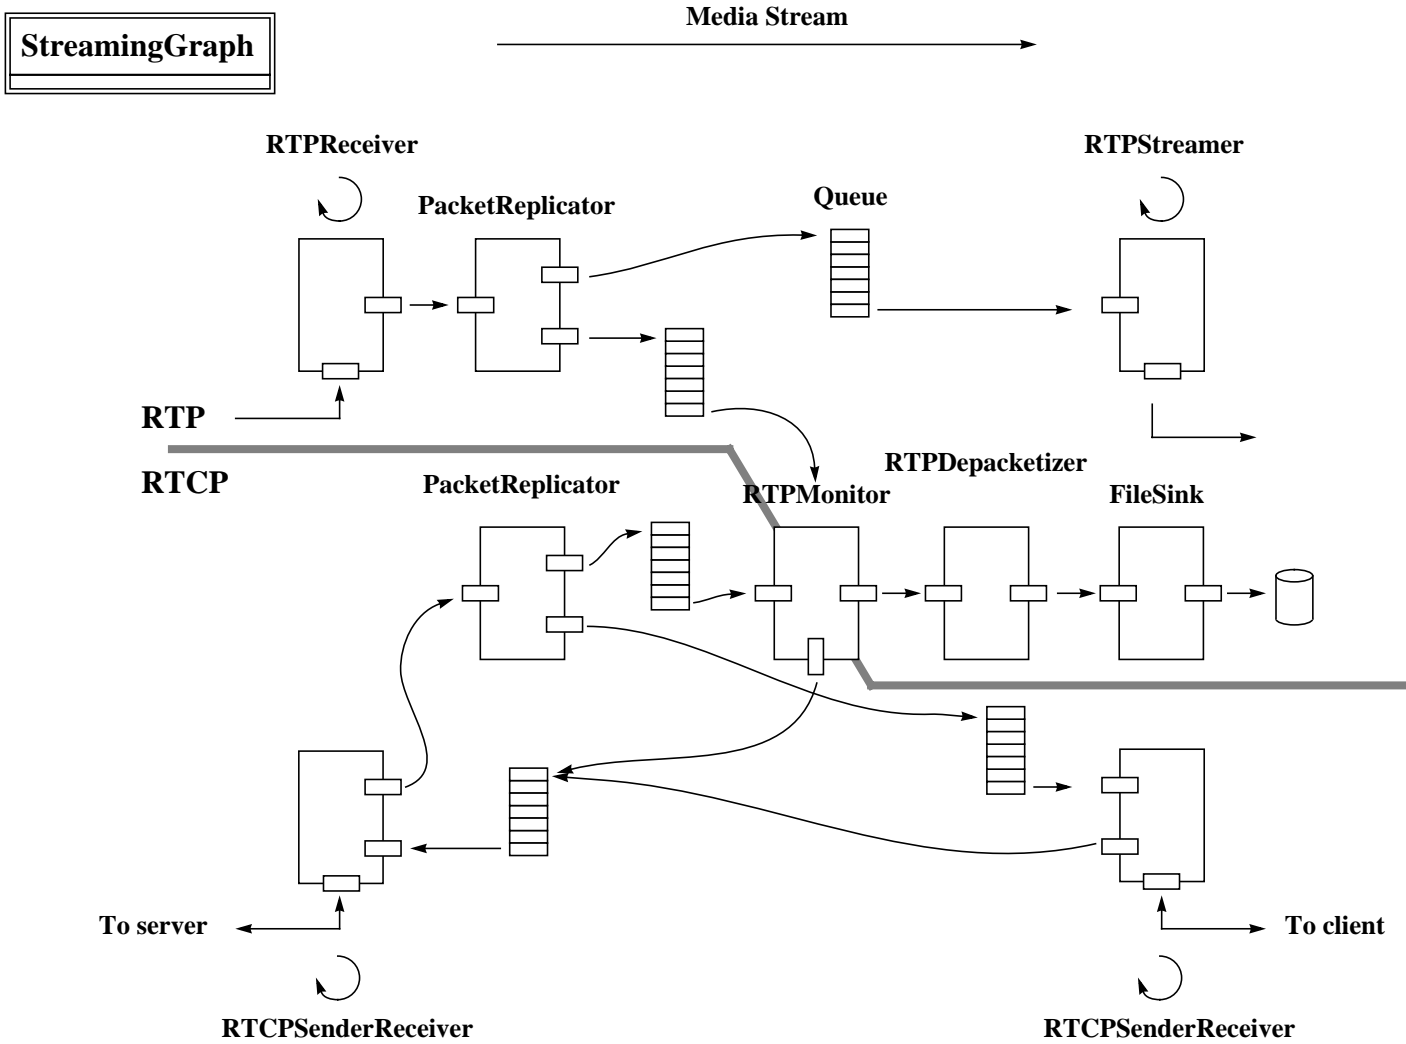 Media Stream
StreamingGraph
RTPReceiver
RTPStreamer
PacketReplicator
Queue
RTP
RTCP
PacketReplicator
RTPMonitor
RTPDepacketizer
FileSink
To server
To client
RTCPSenderReceiver
RTCPSenderReceiver